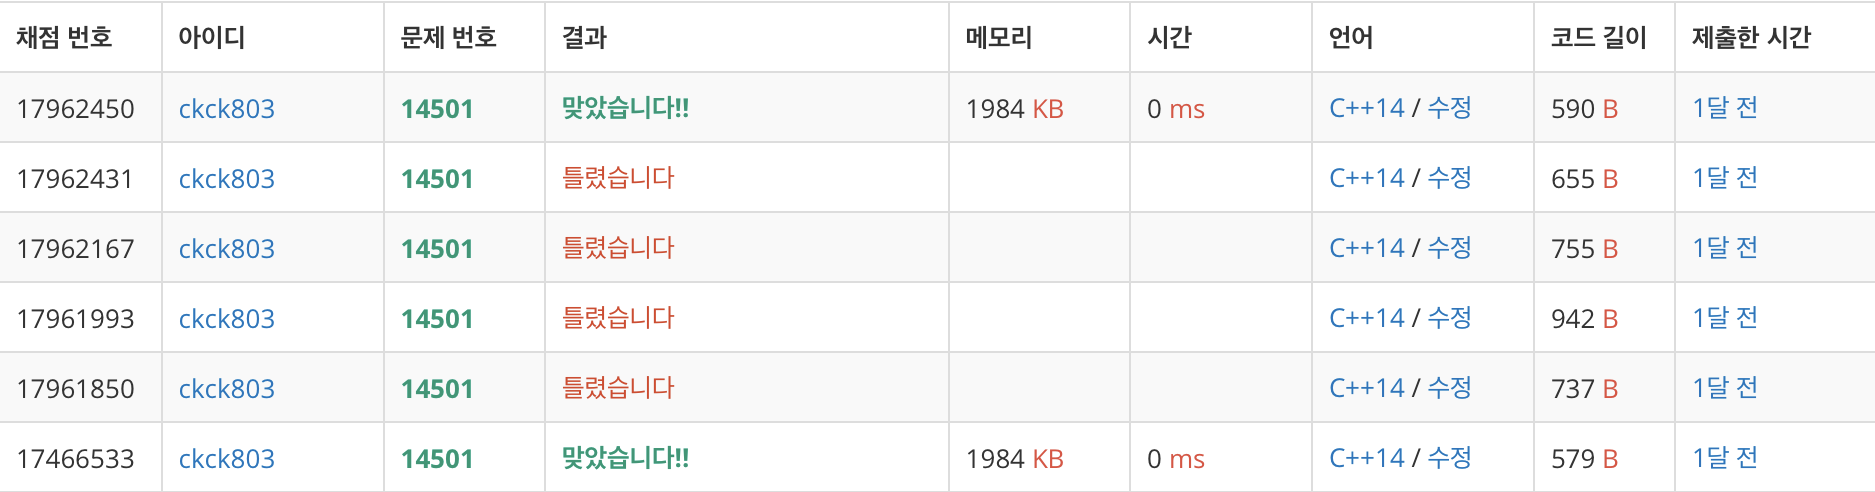 채점 번호 아이디 문제 번호 결과 메모리 시간 언어 코드 길이 제출한 시간
17962450 ckck803 14501 맞았습니다!! 1984 KB 0 ms C++14 / 수정 590 B 1달 전
17962431 ckck803 14501 틀렸습니다 C++14 / 수정 655 B 1달 전
17962167 ckck803 14501 틀렸습니다 C++14 / 수정 755 B 1달 전
17961993 ckck803 14501 틀렸습니다 C++14 / 수정 942 B 1달 전
17961850 ckck803 14501 틀렸습니다 C++14 / 수정 737 B 1달 전
17466533 ckck803 14501 맞았습니다!! 1984 KB 0 ms C++14 / 수정 579 B 1달 전